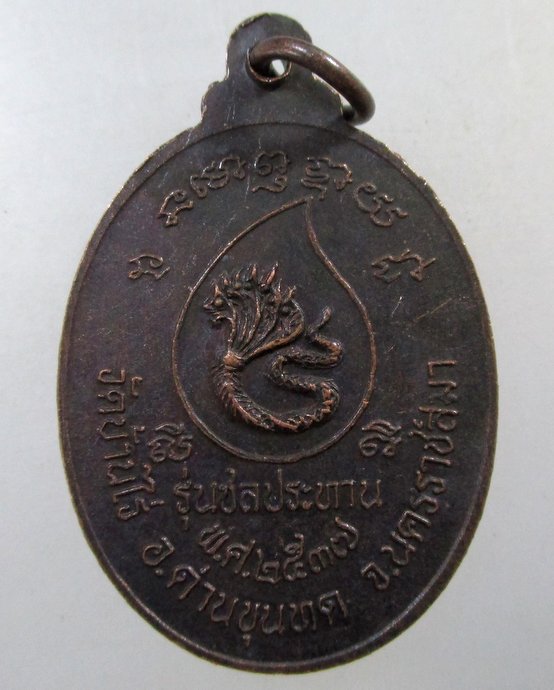 รุ่นชลประทาน
พ.ศ.๒๕๓๗
วัดบ้านไร่ อ.ด่านขุนทด จ.นครราชสีมา